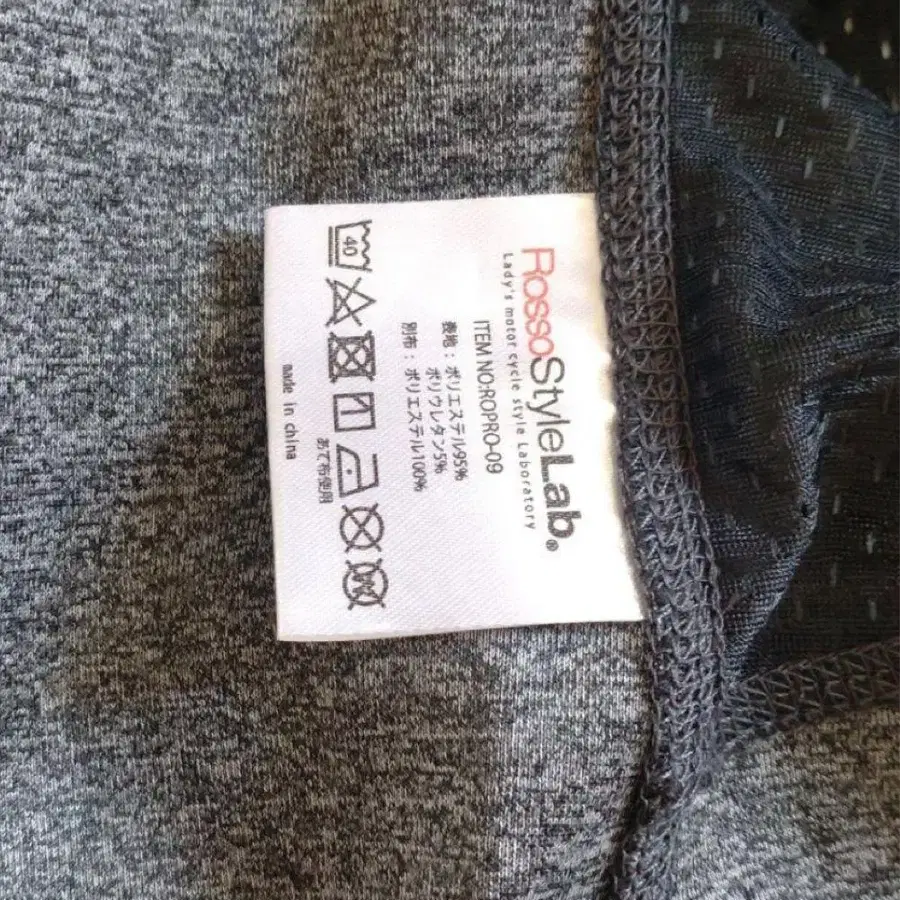 RossoStyleLab®
Lady's motor cycle style Laboratory
ITEM NO:ROPRO-09
表地:ポリエステル95%
ポリウレタン5%
別布:ポリエステル100%
40
W
あて布使用
made in china